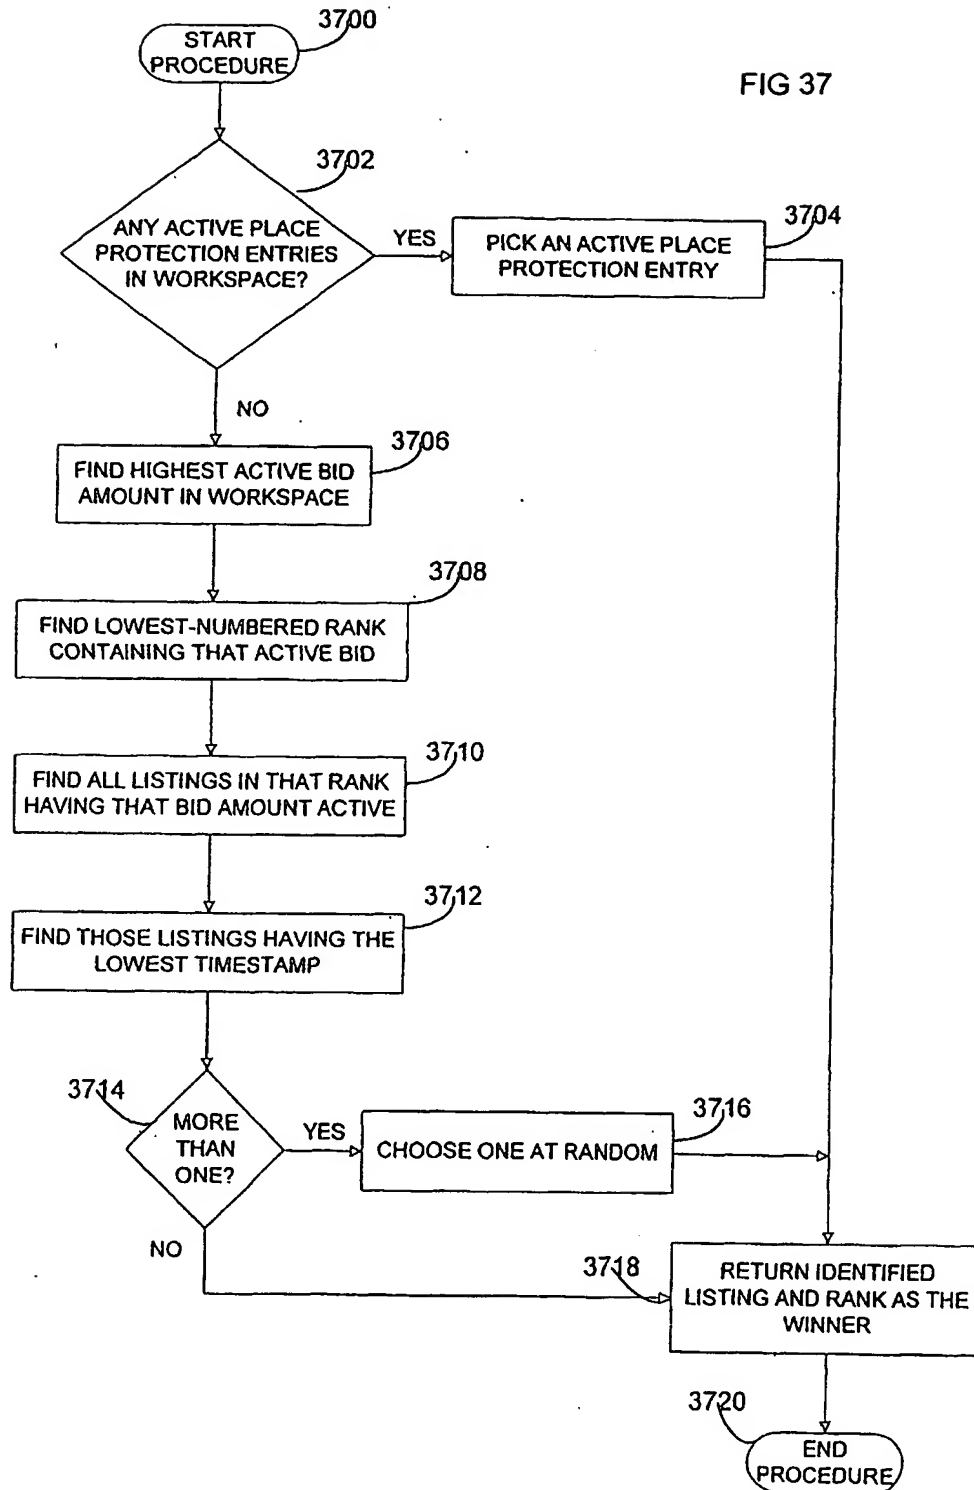 3700
START
PROCEDURE
FIG 37
3702
ANY ACTIVE PLACE
PROTECTION ENTRIES
IN WORKSPACE?
YES
3704
PICK AN ACTIVE PLACE
PROTECTION ENTRY
NO
3706
FIND HIGHEST ACTIVE BID
AMOUNT IN WORKSPACE
3708
FIND LOWEST-NUMBERED RANK
CONTAINING THAT ACTIVE BID
3710
FIND ALL LISTINGS IN THAT RANK
HAVING THAT BID AMOUNT ACTIVE
3712
FIND THOSE LISTINGS HAVING THE
LOWEST TIMESTAMP
3714
MORE
THAN
ONE?
YES
3716
CHOOSE ONE AT RANDOM
NO
3718
RETURN IDENTIFIED
LISTING AND RANK AS THE
WINNER
3720
END
PROCEDURE